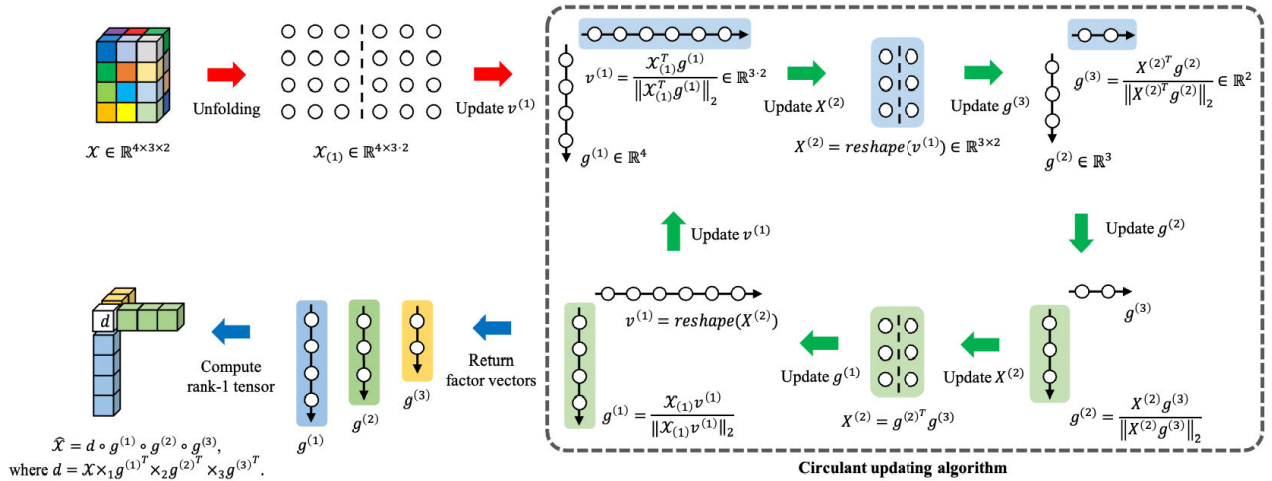 Unfolding
Update v^{(1)}
𝒳 ∈ ℝ^{4×3×2}
𝒳_{(1)} ∈ ℝ^{4×3·2}
v^{(1)} = \frac{𝒳_{(1)}^T g^{(1)}}{‖𝒳_{(1)}^T g^{(1)}‖_2} ∈ ℝ^{3·2}
g^{(1)} ∈ ℝ^4
Update X^{(2)}
X^{(2)} = reshape(v^{(1)}) ∈ ℝ^{3×2}
Update g^{(3)}
g^{(3)} = \frac{X^{(2)^T} g^{(2)}}{‖X^{(2)^T} g^{(2)}‖_2} ∈ ℝ^2
g^{(2)} ∈ ℝ^3
Update v^{(1)}
Update g^{(2)}
d
Compute
rank-1 tensor
𝒳̂ = d ∘ g^{(1)} ∘ g^{(2)} ∘ g^{(3)},
where d = 𝒳 ×_1 g^{(1)^T} ×_2 g^{(2)^T} ×_3 g^{(3)^T}.
g^{(1)}
g^{(2)}
g^{(3)}
Return
factor vectors
v^{(1)} = reshape(X^{(2)})
g^{(1)} = \frac{𝒳_{(1)} v^{(1)}}{‖𝒳_{(1)} v^{(1)}‖_2}
Update g^{(1)}
X^{(2)} = g^{(2)^T} g^{(3)}
Update X^{(2)}
g^{(3)}
g^{(2)} = \frac{X^{(2)} g^{(3)}}{‖X^{(2)} g^{(3)}‖_2}
Circulant updating algorithm